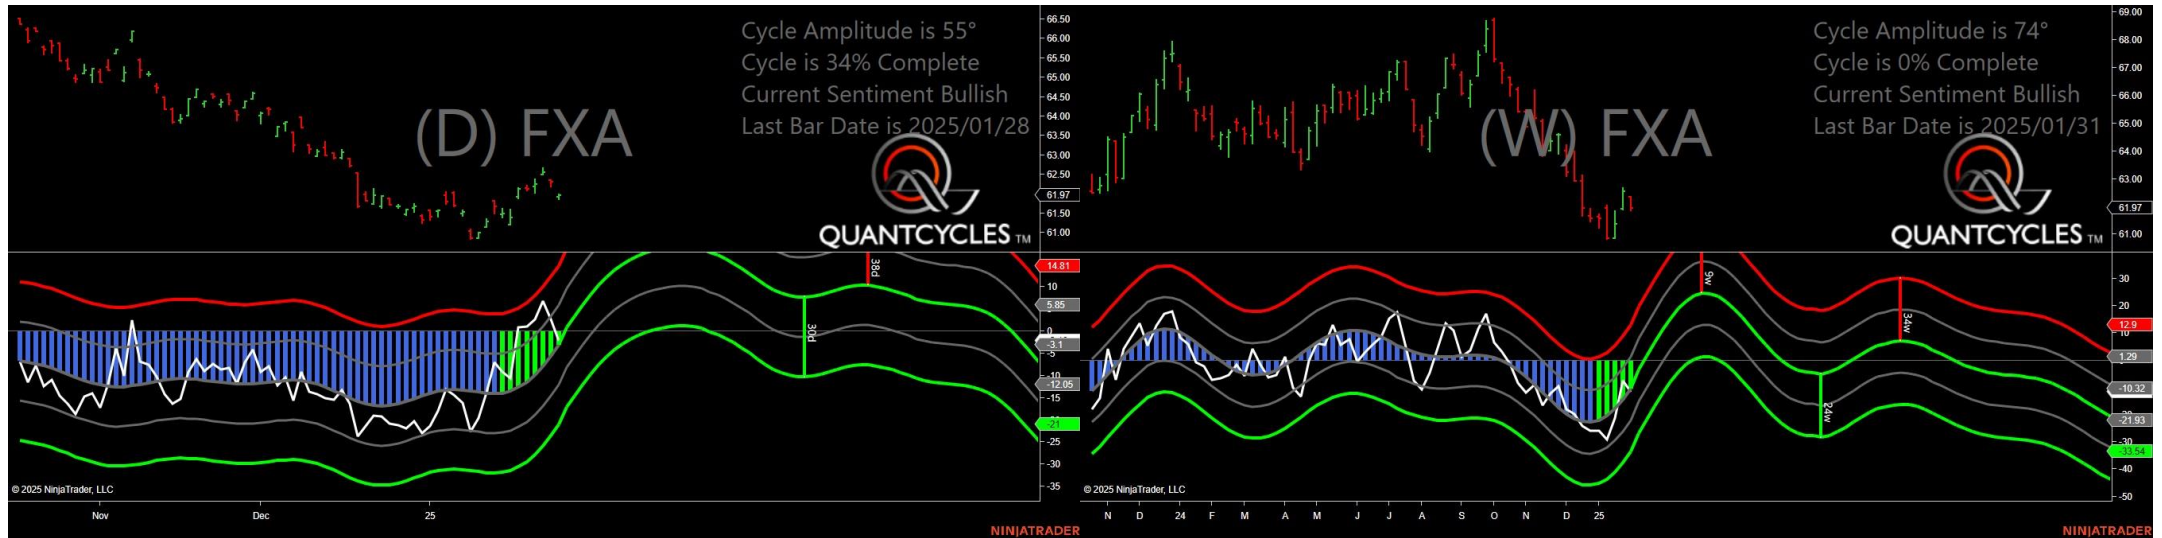 Cycle Amplitude is 55°
Cycle is 34% Complete
Current Sentiment Bullish
Last Bar Date is 2025/01/28
(D) FXA
QUANTCYCLES TM
66.50
66.00
65.50
65.00
64.50
64.00
63.50
63.00
62.50
61.97
61.50
61.00
38d
30d
14.81
10
5.85
0
-3.1
-5
-10
-12.05
-15
-21
-25
-30
-35
© 2025 NinjaTrader, LLC
Nov
Dec
25
NINJATRADER
Cycle Amplitude is 74°
Cycle is 0% Complete
Current Sentiment Bullish
Last Bar Date is 2025/01/31
(W) FXA
QUANTCYCLES TM
69.00
68.00
67.00
66.00
65.00
64.00
63.00
61.97
61.00
9w
34w
24w
30
20
12.9
10
1.29
-10.32
-21.93
-30
-33.54
-40
-50
© 2025 NinjaTrader, LLC
N D 24 F M A M J J A S O N D 25
NINJATRADER